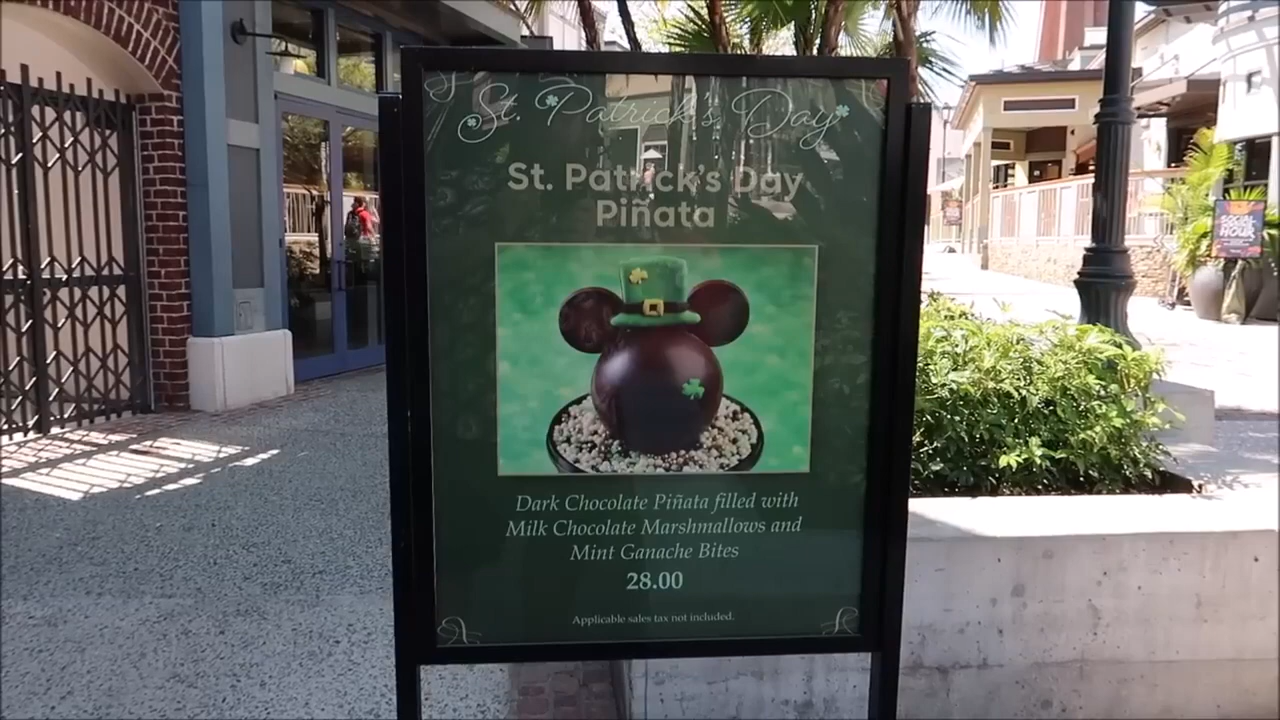 St. Patrick's Day
St. Patrick's Day
Piñata
Dark Chocolate Piñata filled with
Milk Chocolate Marshmallows and
Mint Ganache Bites
28.00
Applicable sales tax not included.
SOCIAL
HOUR